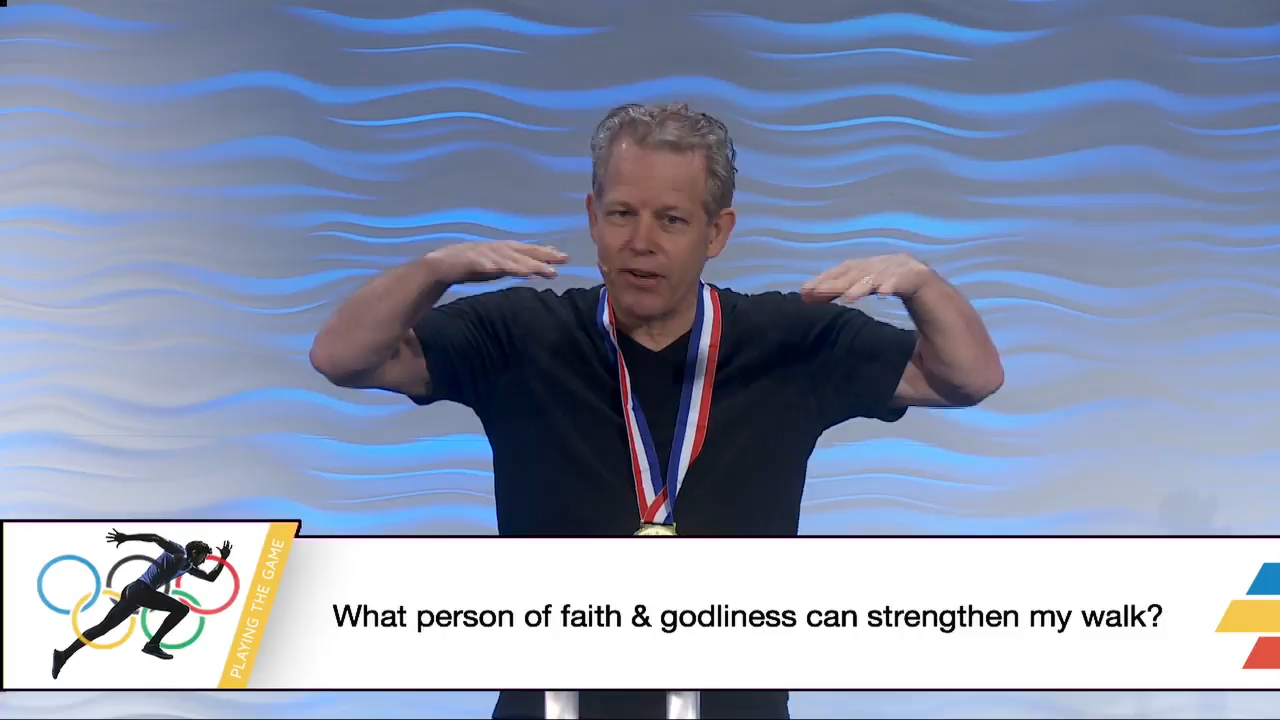 PLAYING THE GAME
What person of faith & godliness can strengthen my walk?